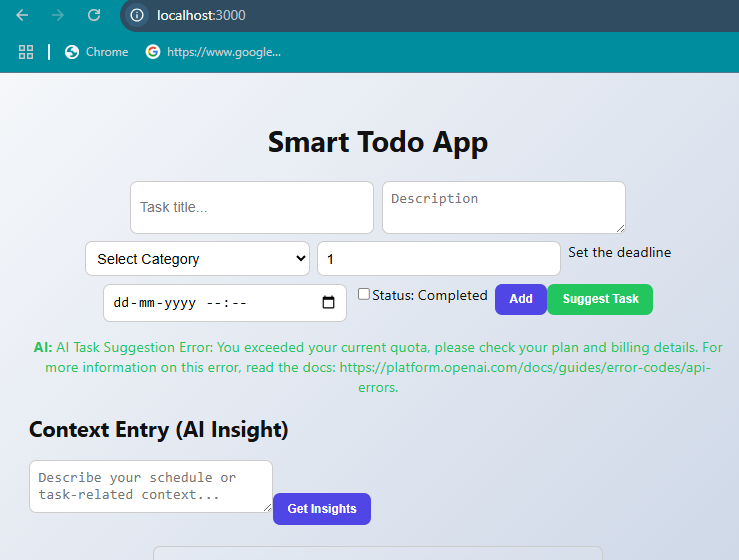 localhost:3000
Chrome
https://www.google...
Smart Todo App
Task title...
Description
Select Category
1
Set the deadline
dd-mm-yyyy --:--
Status: Completed
Add
Suggest Task
AI: AI Task Suggestion Error: You exceeded your current quota, please check your plan and billing details. For
more information on this error, read the docs: https://platform.openai.com/docs/guides/error-codes/api-
errors.
Context Entry (AI Insight)
Describe your schedule or
task-related context...
Get Insights